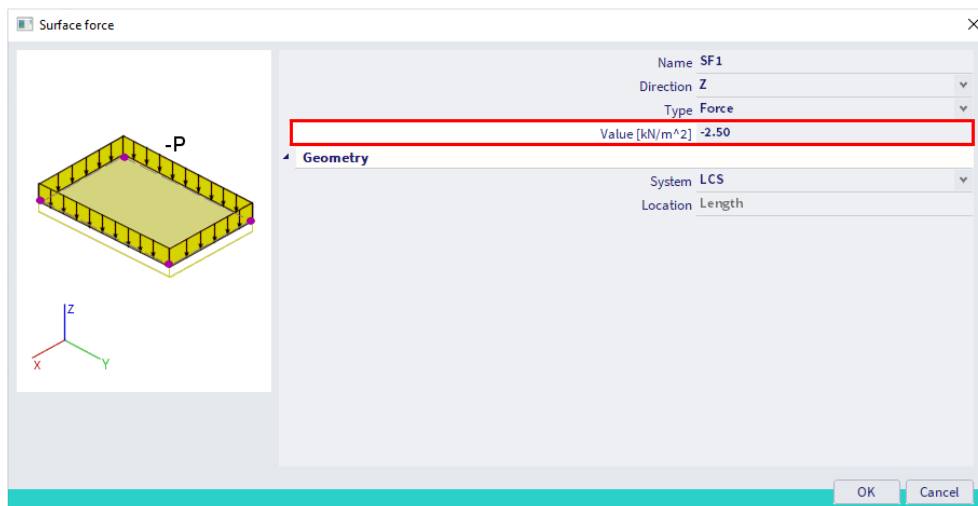 Surface force
Name SF1
Direction Z
Type Force
Value [kN/m^2] -2.50
Geometry
System LCS
Location Length
-P
Z
X
Y
OK Cancel